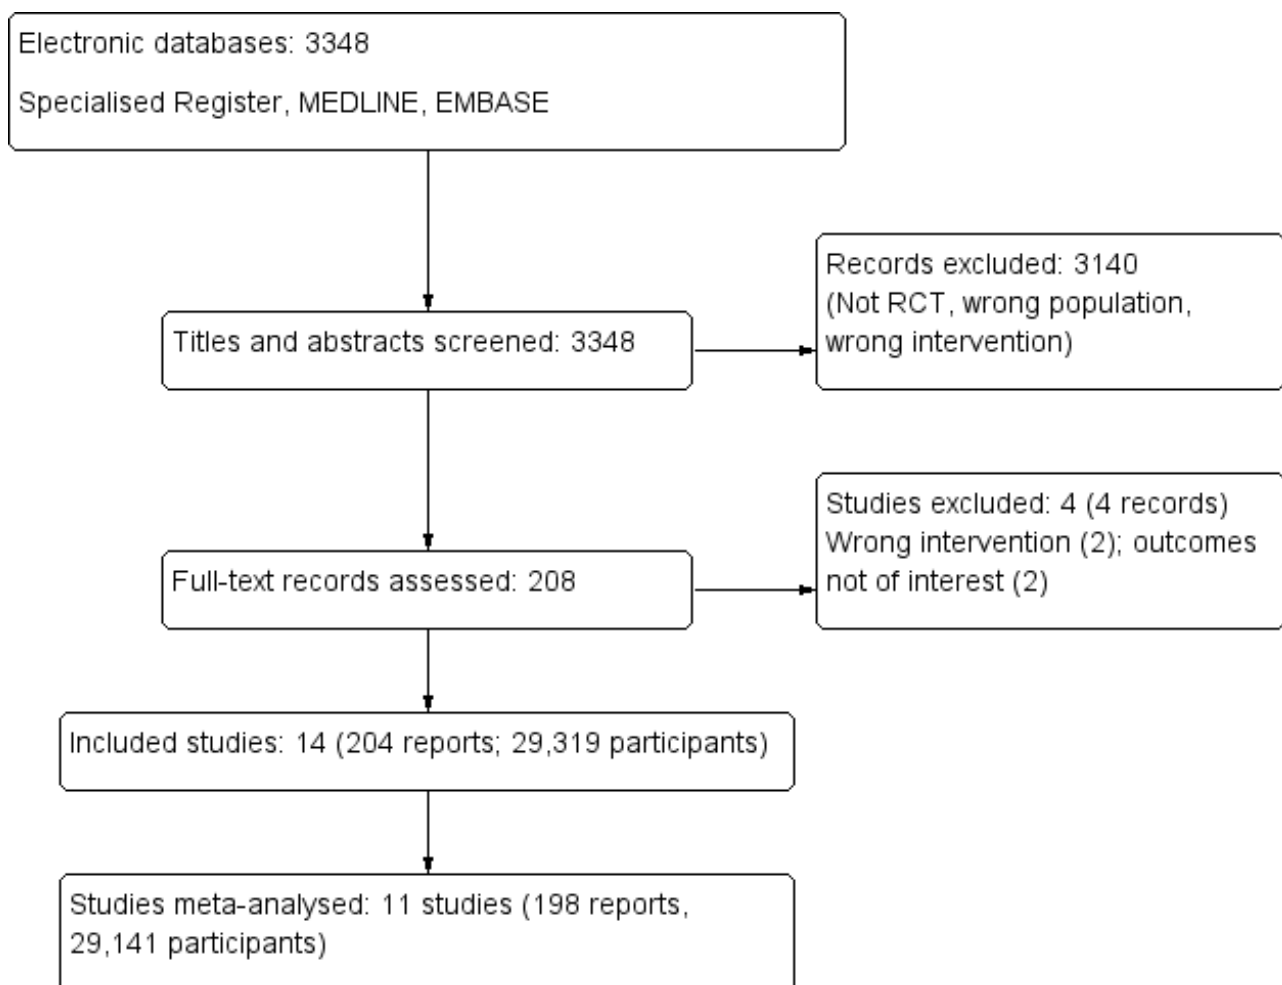 Electronic databases: 3348
Specialised Register, MEDLINE, EMBASE
Records excluded: 3140
(Not RCT, wrong population,
wrong intervention)
Titles and abstracts screened: 3348
Studies excluded: 4 (4 records)
Wrong intervention (2); outcomes
not of interest (2)
Full-text records assessed: 208
Included studies: 14 (204 reports; 29,319 participants)
Studies meta-analysed: 11 studies (198 reports,
29,141 participants)